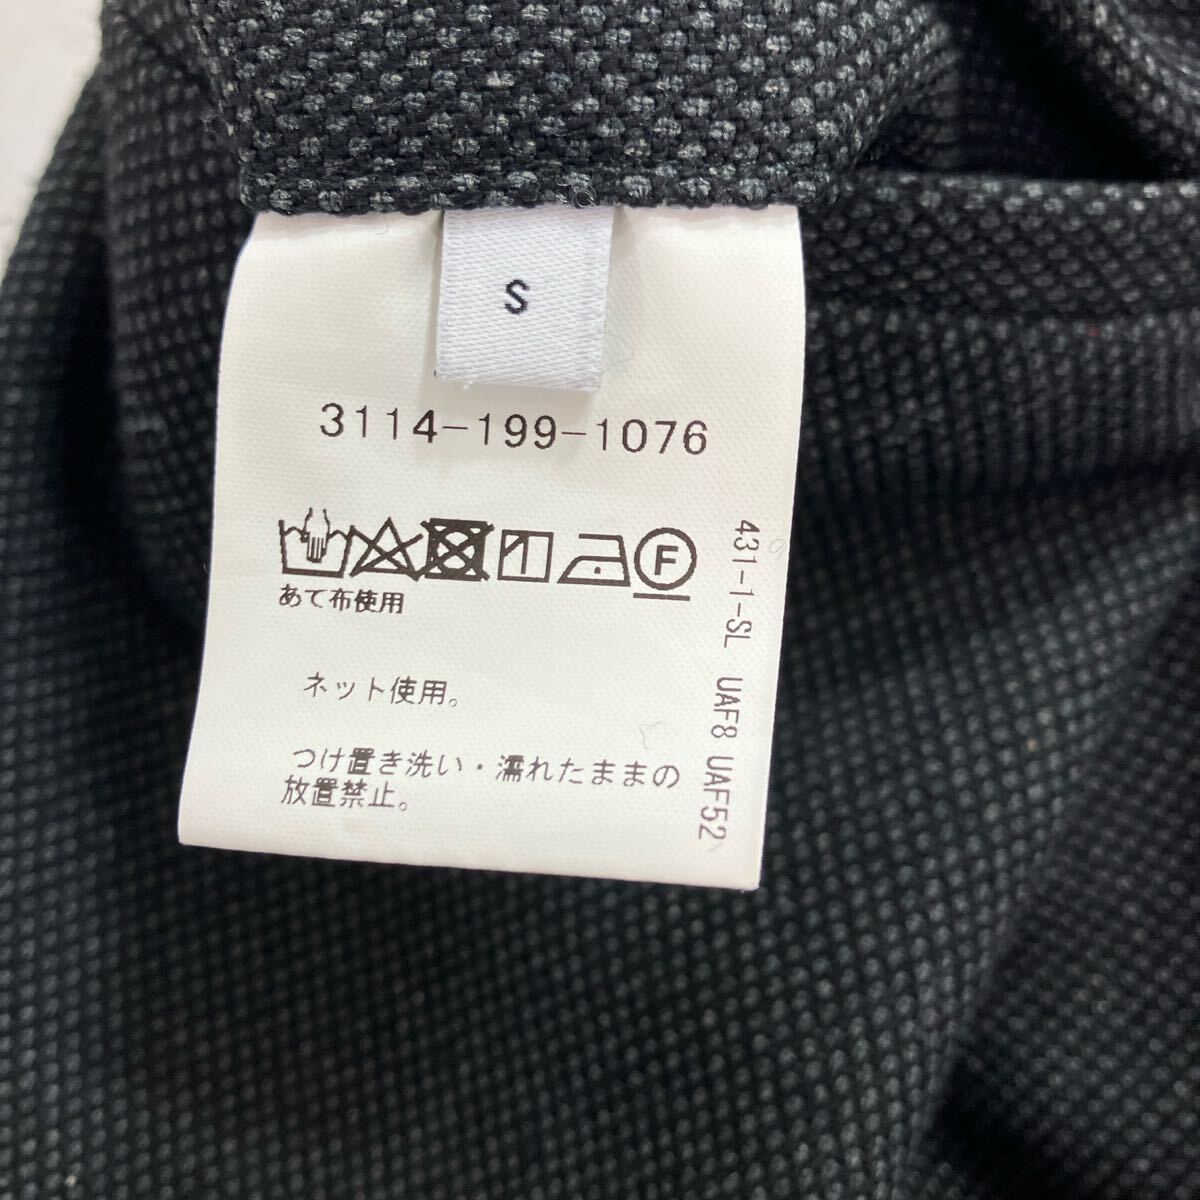 S
3114-199-1076
F
あて布使用
ネット使用。
つけ置き洗い・濡れたままの
放置禁止。
431-1-SL UAF8 UAF52